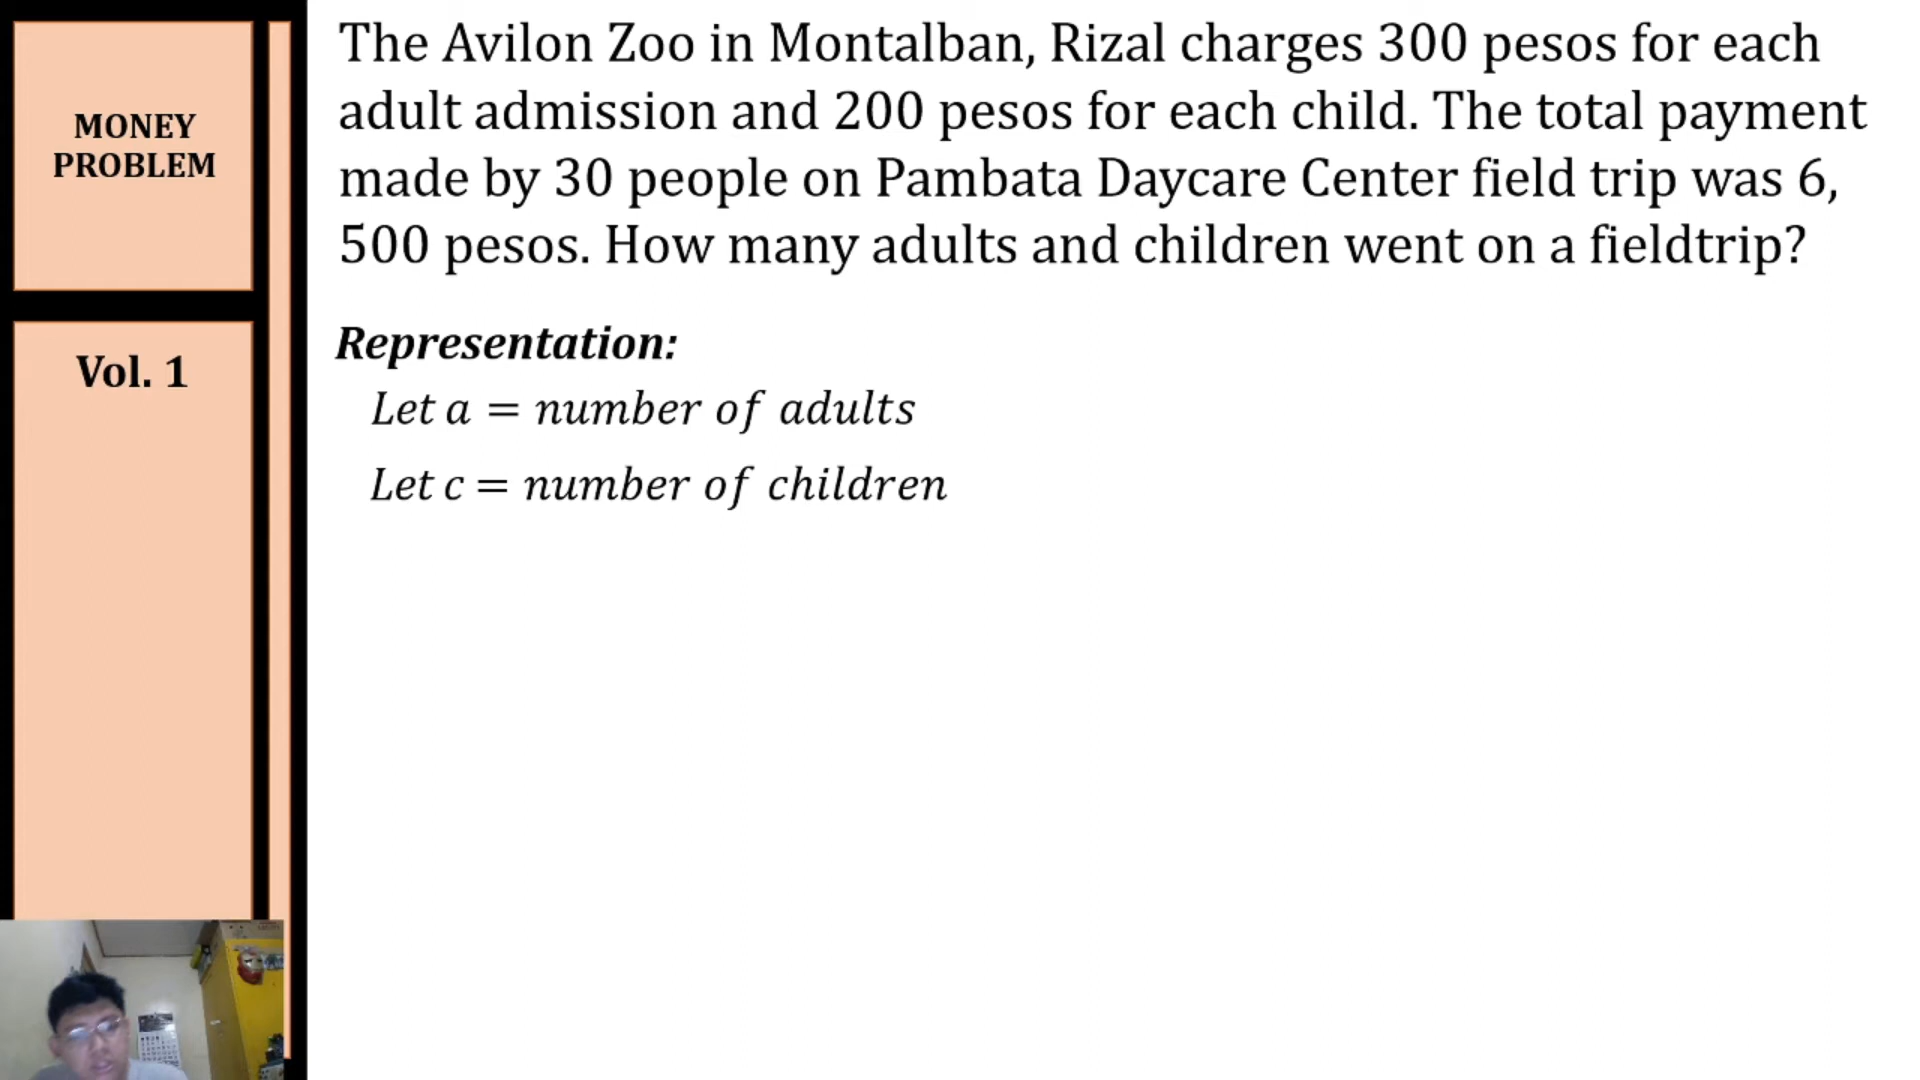 MONEY
PROBLEM
Vol. 1
The Avilon Zoo in Montalban, Rizal charges 300 pesos for each
adult admission and 200 pesos for each child. The total payment
made by 30 people on Pambata Daycare Center field trip was 6,
500 pesos. How many adults and children went on a fieldtrip?
Representation:
Let a = number of adults
Let c = number of children